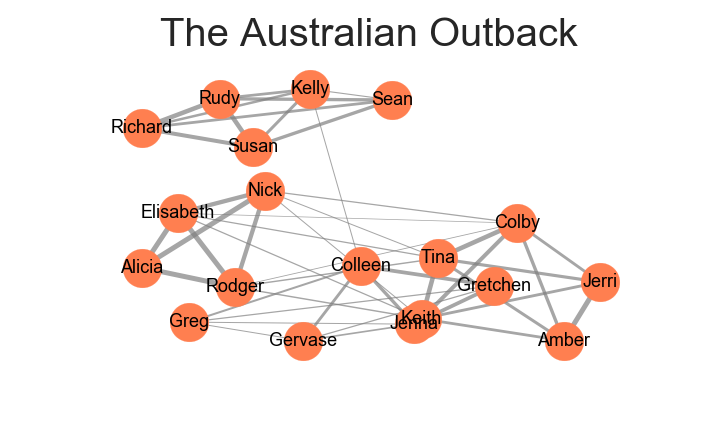 The Australian Outback
Kelly
Rudy
Sean
Richard
Susan
Nick
Elisabeth
Colby
Tina
Alicia
Colleen
Rodger
Gretchen
Jerri
Greg
Keith
Jenna
Gervase
Amber